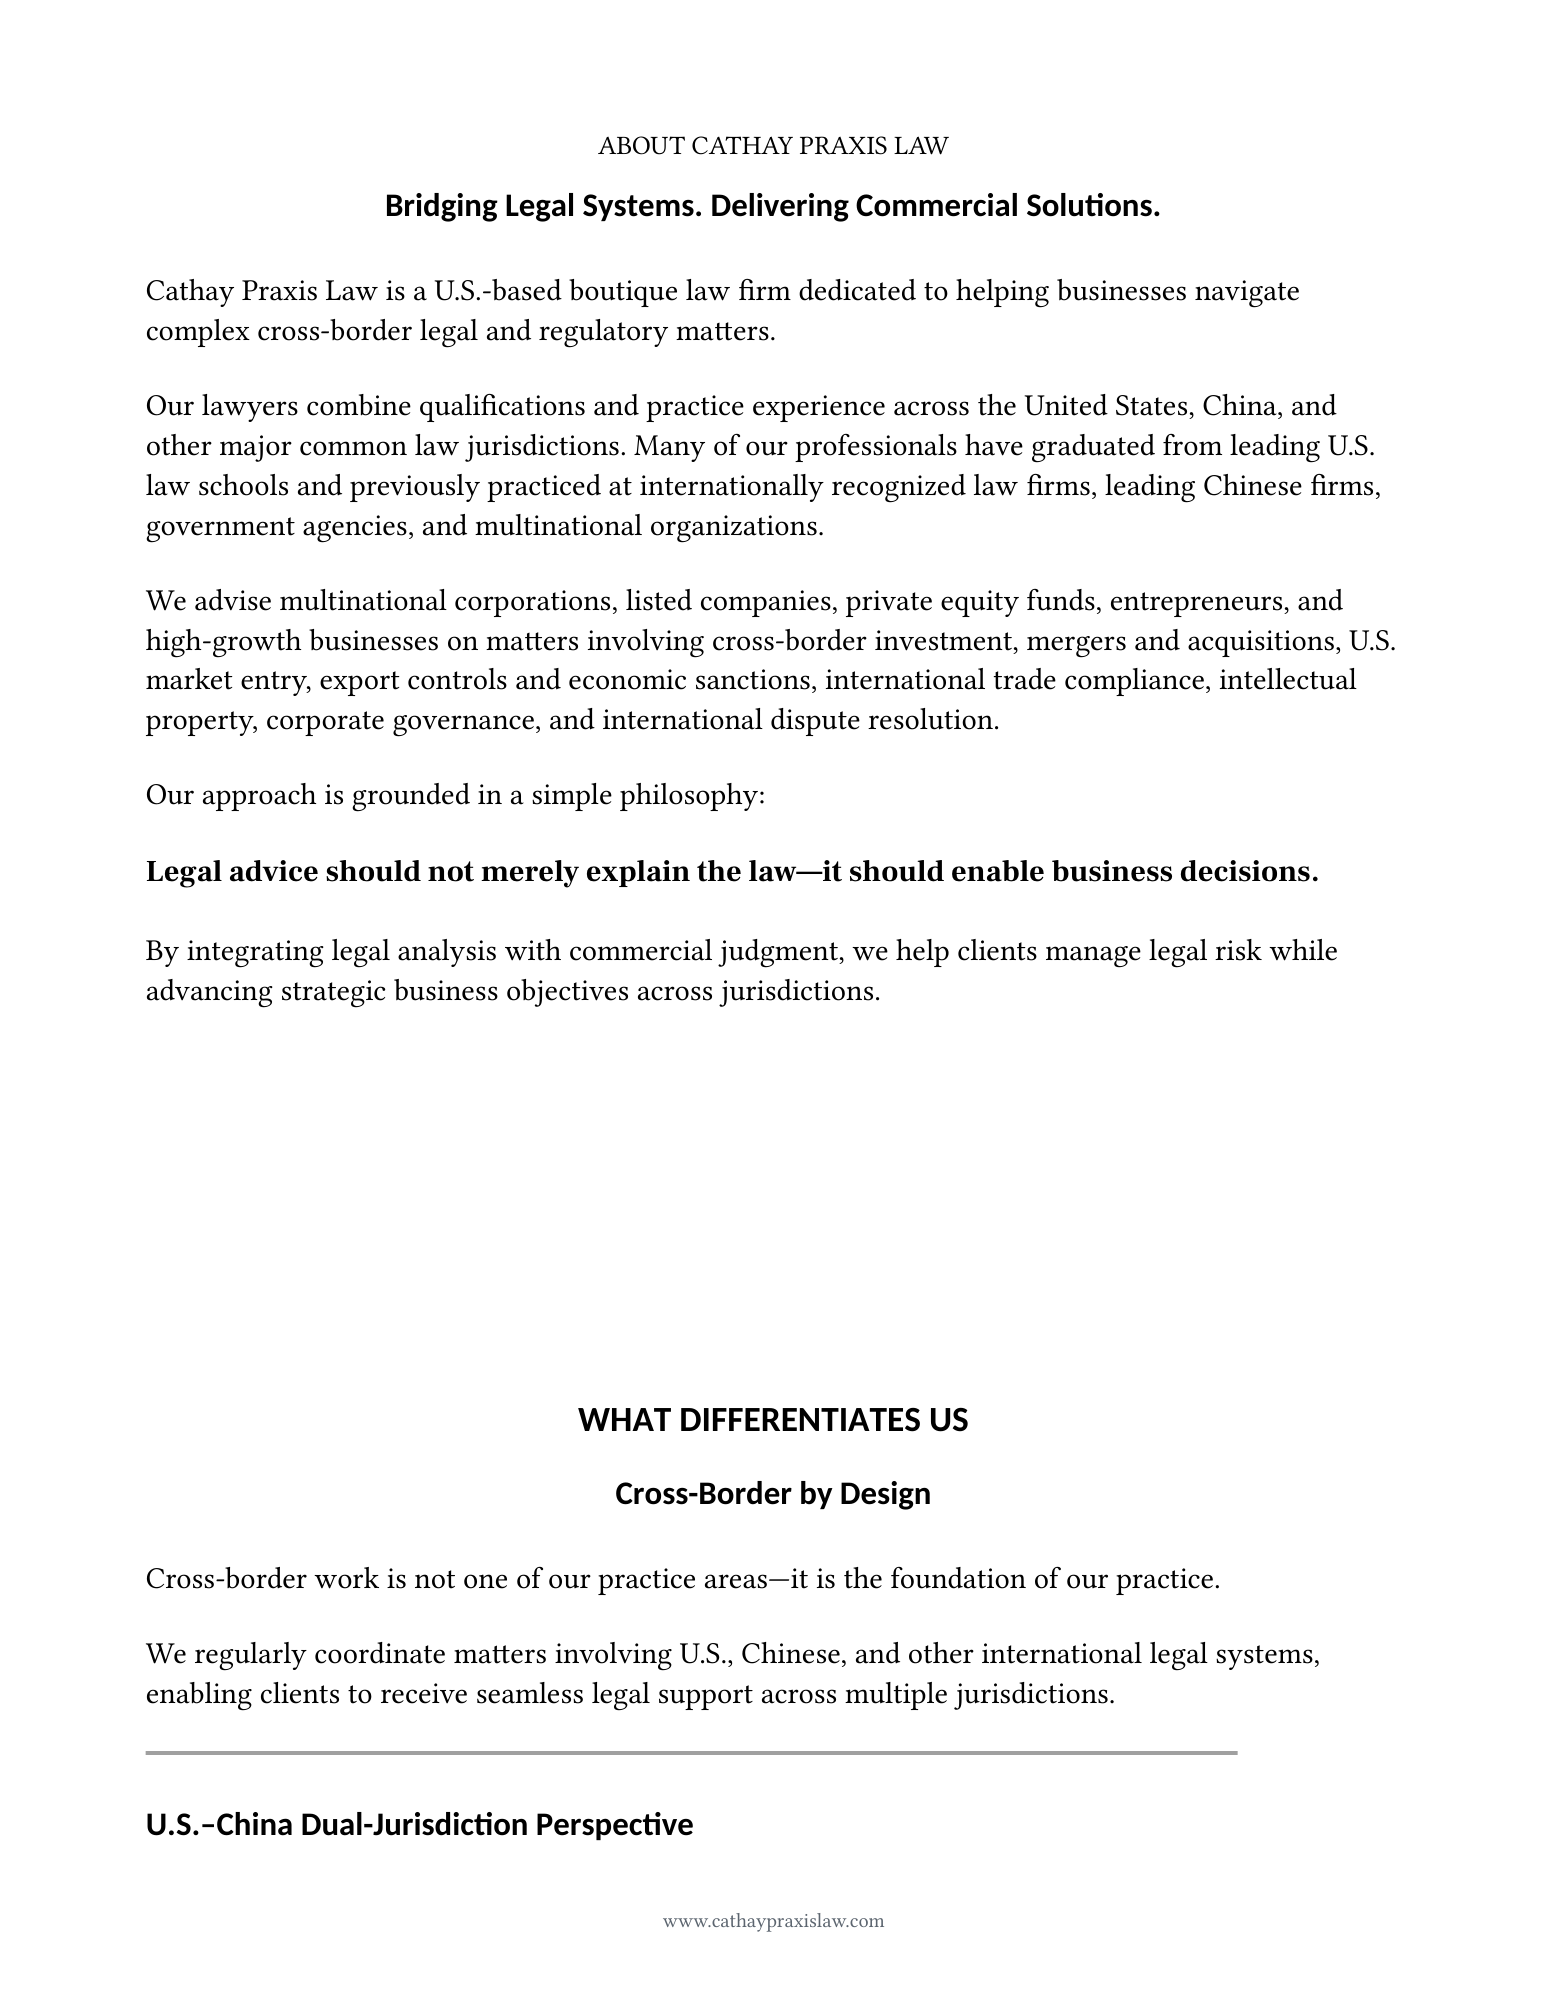 ABOUT CATHAY PRAXIS LAW
Bridging Legal Systems. Delivering Commercial Solutions.
Cathay Praxis Law is a U.S.-based boutique law firm dedicated to helping businesses navigate
complex cross-border legal and regulatory matters.
Our lawyers combine qualifications and practice experience across the United States, China, and
other major common law jurisdictions. Many of our professionals have graduated from leading U.S.
law schools and previously practiced at internationally recognized law firms, leading Chinese firms,
government agencies, and multinational organizations.
We advise multinational corporations, listed companies, private equity funds, entrepreneurs, and
high-growth businesses on matters involving cross-border investment, mergers and acquisitions, U.S.
market entry, export controls and economic sanctions, international trade compliance, intellectual
property, corporate governance, and international dispute resolution.
Our approach is grounded in a simple philosophy:
Legal advice should not merely explain the law—it should enable business decisions.
By integrating legal analysis with commercial judgment, we help clients manage legal risk while
advancing strategic business objectives across jurisdictions.
WHAT DIFFERENTIATES US
Cross-Border by Design
Cross-border work is not one of our practice areas—it is the foundation of our practice.
We regularly coordinate matters involving U.S., Chinese, and other international legal systems,
enabling clients to receive seamless legal support across multiple jurisdictions.
U.S.–China Dual-Jurisdiction Perspective
www.cathaypraxislaw.com